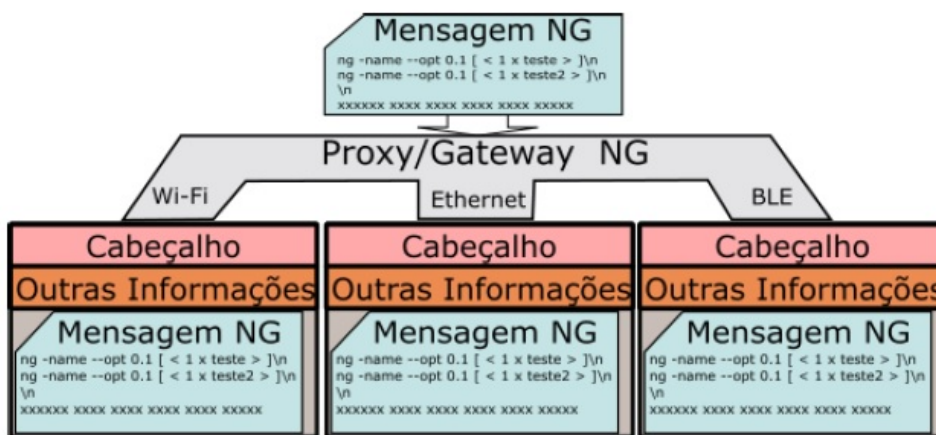 Mensagem NG
ng -name --opt 0.1 [ < 1 x teste > ]\n
ng -name --opt 0.1 [ < 1 x teste2 > ]\n
\n
xxxxxx xxxx xxxx xxxx xxxx xxxxx
Proxy/Gateway NG
Wi-Fi
Ethernet
BLE
Cabeçalho
Cabeçalho
Cabeçalho
Outras Informações
Outras Informações
Outras Informações
Mensagem NG
ng -name --opt 0.1 [ < 1 x teste > ]\n
ng -name --opt 0.1 [ < 1 x teste2 > ]\n
\n
xxxxxx xxxx xxxx xxxx xxxx xxxxx
Mensagem NG
ng -name --opt 0.1 [ < 1 x teste > ]\n
ng -name --opt 0.1 [ < 1 x teste2 > ]\n
\n
xxxxxx xxxx xxxx xxxx xxxx xxxxx
Mensagem NG
ng -name --opt 0.1 [ < 1 x teste > ]\n
ng -name --opt 0.1 [ < 1 x teste2 > ]\n
\n
xxxxxx xxxx xxxx xxxx xxxx xxxxx